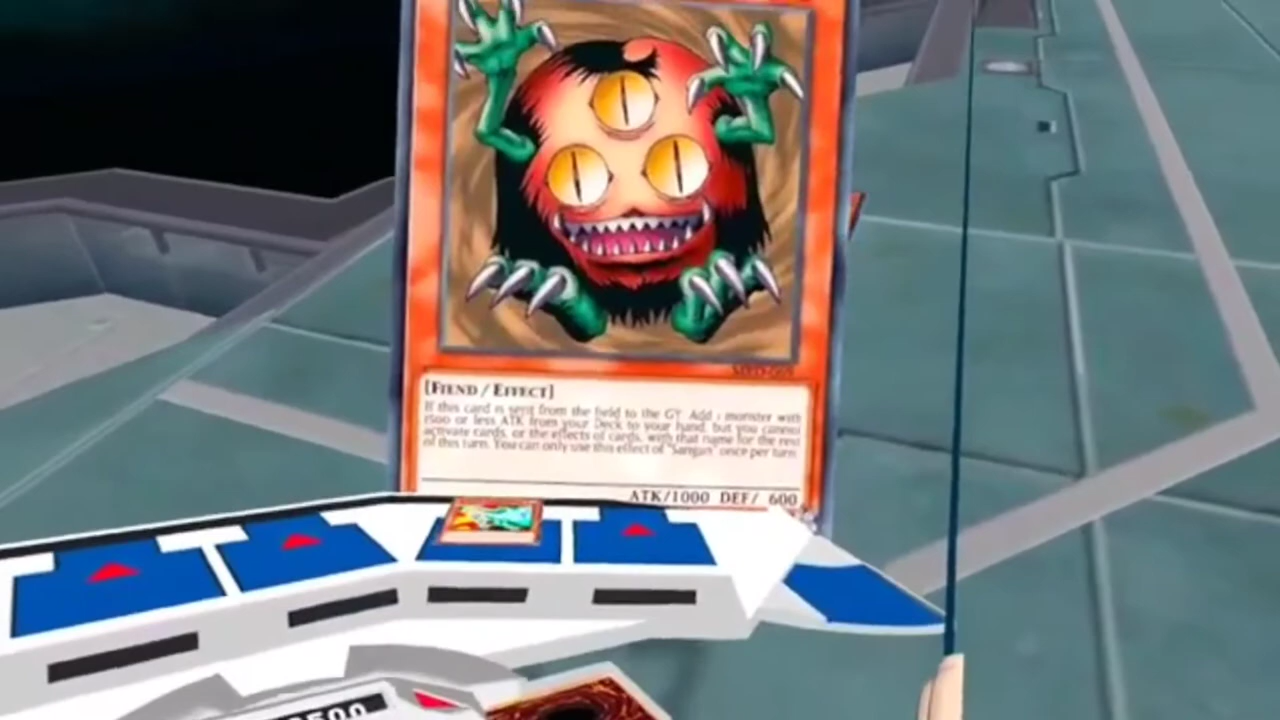 [FIEND / EFFECT]
If this card is sent from the field to the GY: Add 1 monster with
1500 or less ATK from your Deck to your hand, but you cannot
activate cards, or the effects of cards, with that name for the rest
of this turn. You can only use this effect of "Sangan" once per turn.
ATK/1000 DEF/ 600